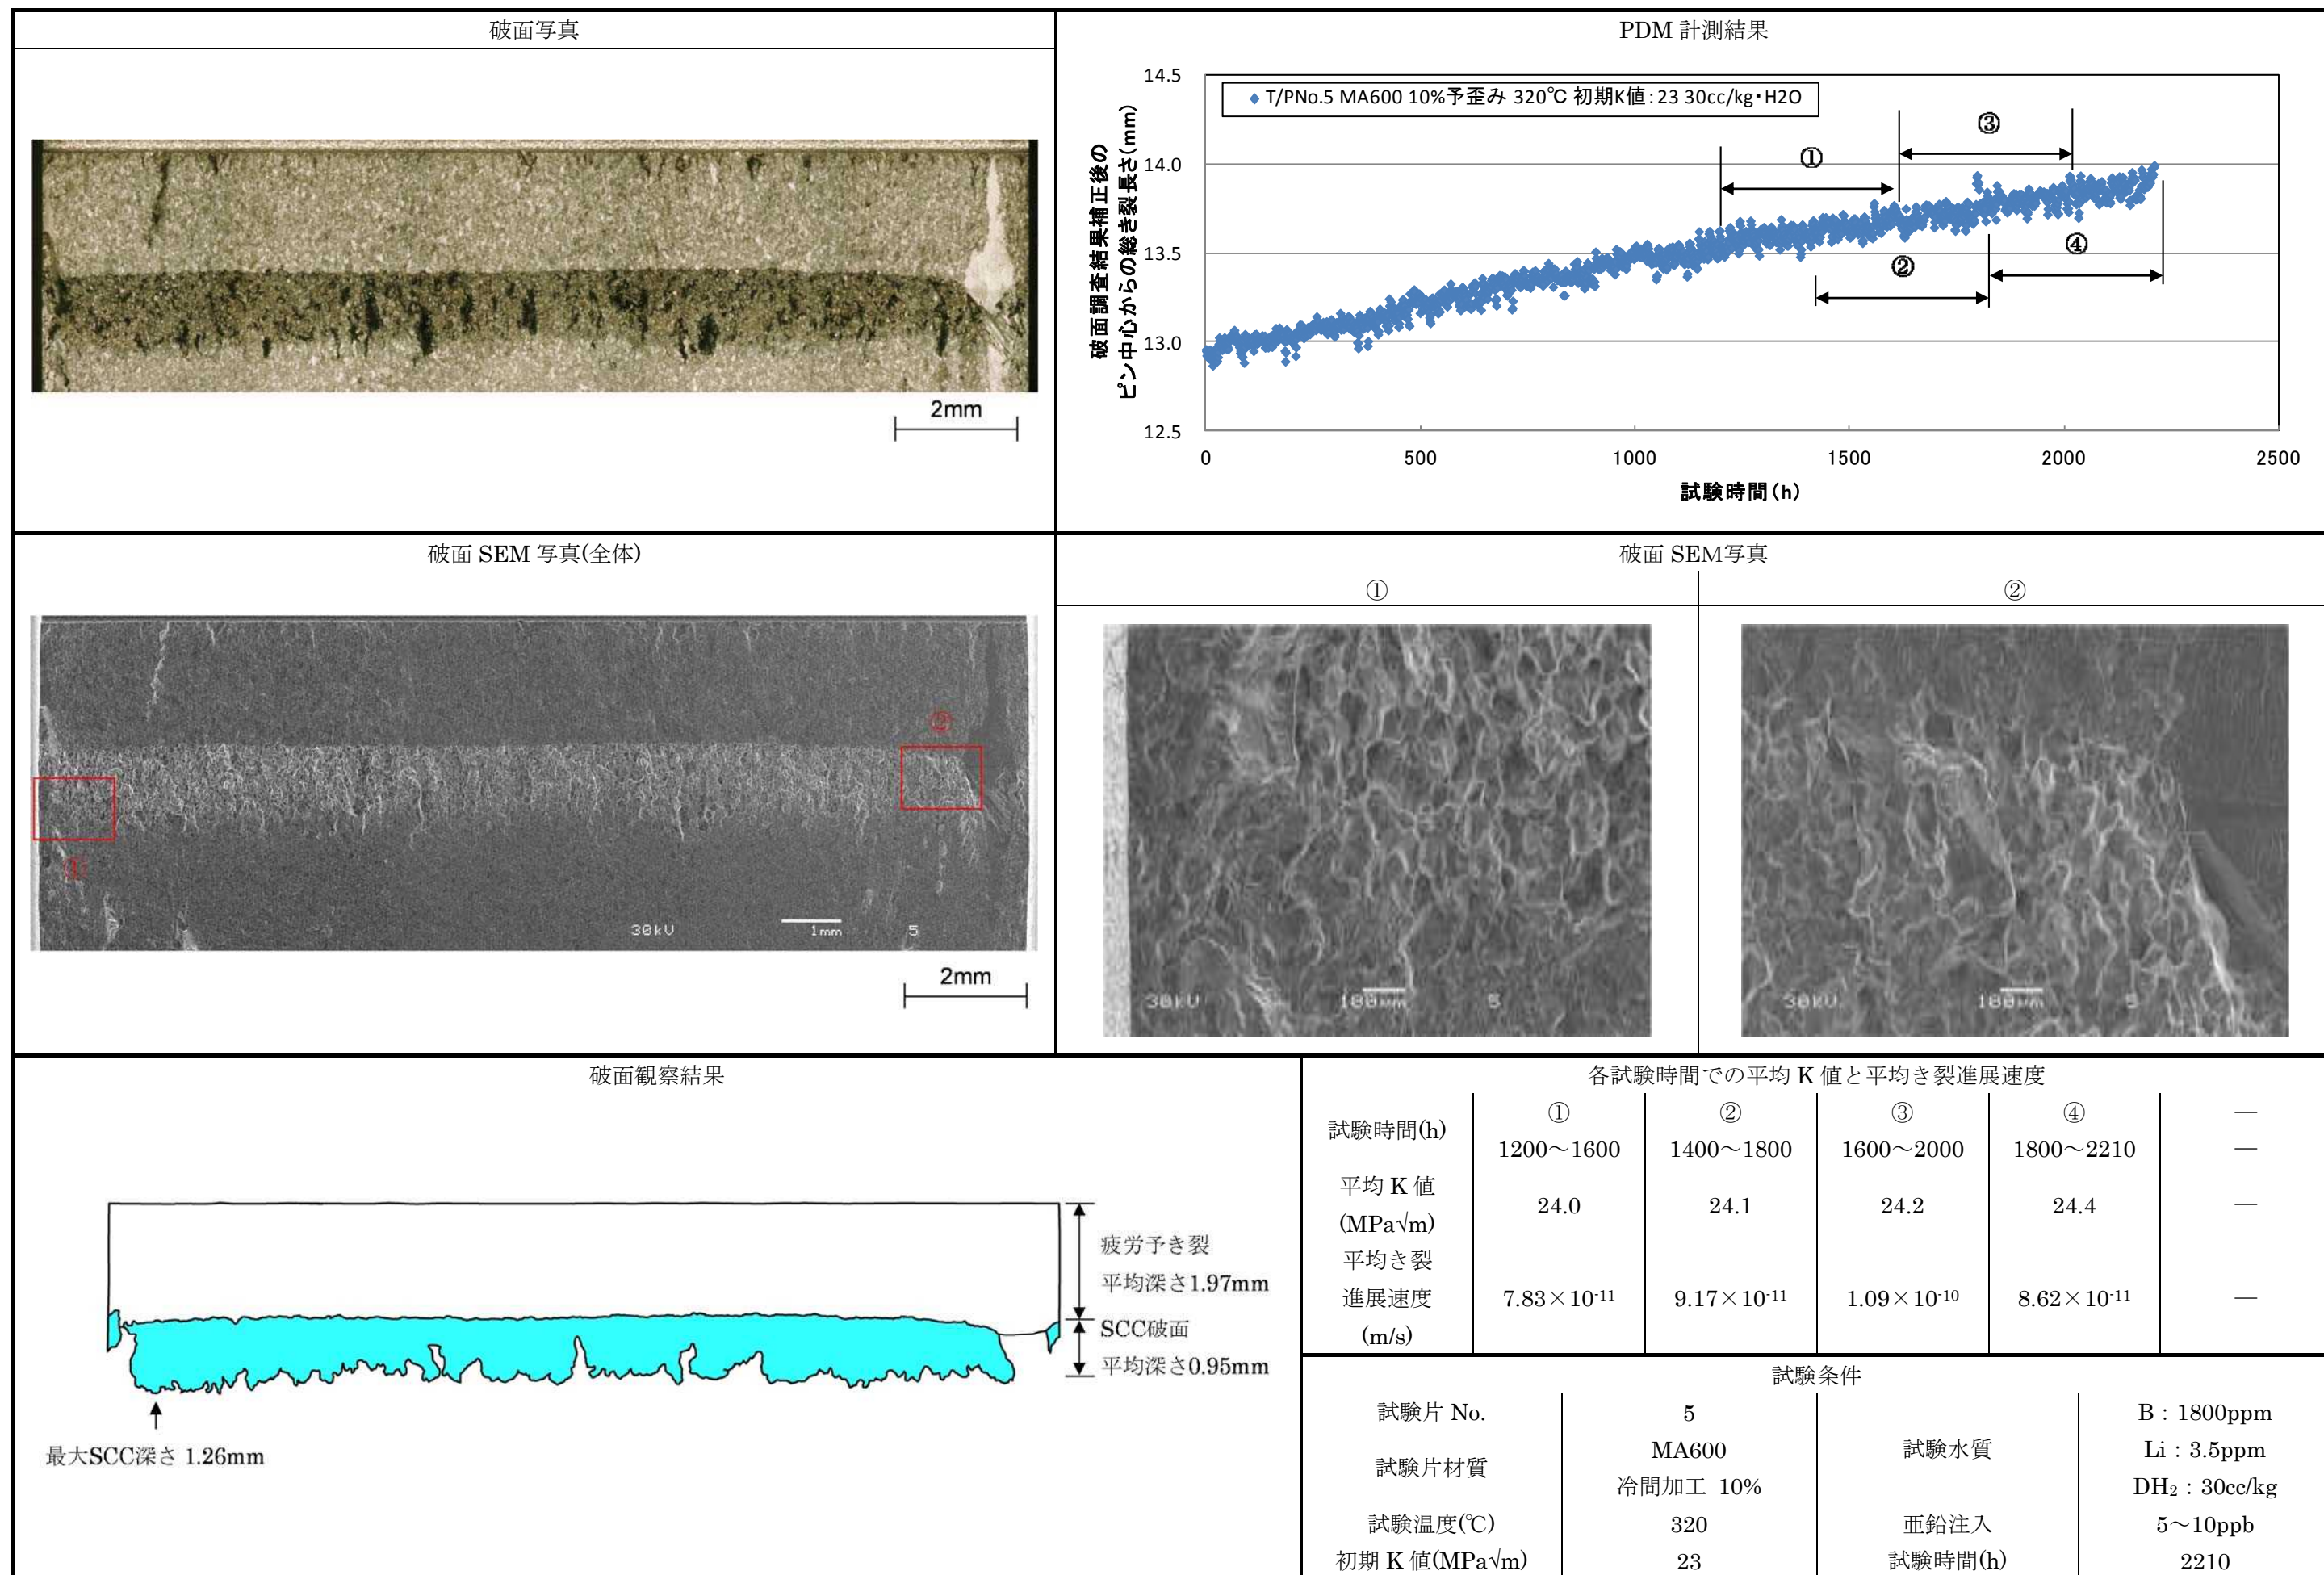 破面写真
PDM 計測結果
破面調査結果補正後の
ピン中心からの総き裂長さ(mm)
14.5
14.0
13.5
13.0
12.5
T/PNo.5 MA600 10%予歪み 320℃ 初期K値:23 30cc/kg・H2O
①
②
③
④
0 500 1000 1500 2000 2500
試験時間(h)
2mm
破面 SEM 写真(全体)
①
②
30kU 1mm 5
2mm
破面 SEM写真
① ②
30kU 100μm 5
30kU 100μm 5
破面観察結果
疲労予き裂
平均深さ1.97mm
SCC破面
平均深さ0.95mm
最大SCC深さ 1.26mm
各試験時間での平均 K 値と平均き裂進展速度
試験時間(h) ① ② ③ ④ —
1200～1600 1400～1800 1600～2000 1800～2210 —
平均 K 値
(MPa√m) 24.0 24.1 24.2 24.4 —
平均き裂
進展速度 7.83×10-11 9.17×10-11 1.09×10-10 8.62×10-11 —
(m/s)
試験条件
試験片 No. 5
試験片材質 MA600
冷間加工 10%
試験温度(℃) 320
初期 K 値(MPa√m) 23
試験水質 B：1800ppm
Li：3.5ppm
DH2：30cc/kg
亜鉛注入 5～10ppb
試験時間(h) 2210